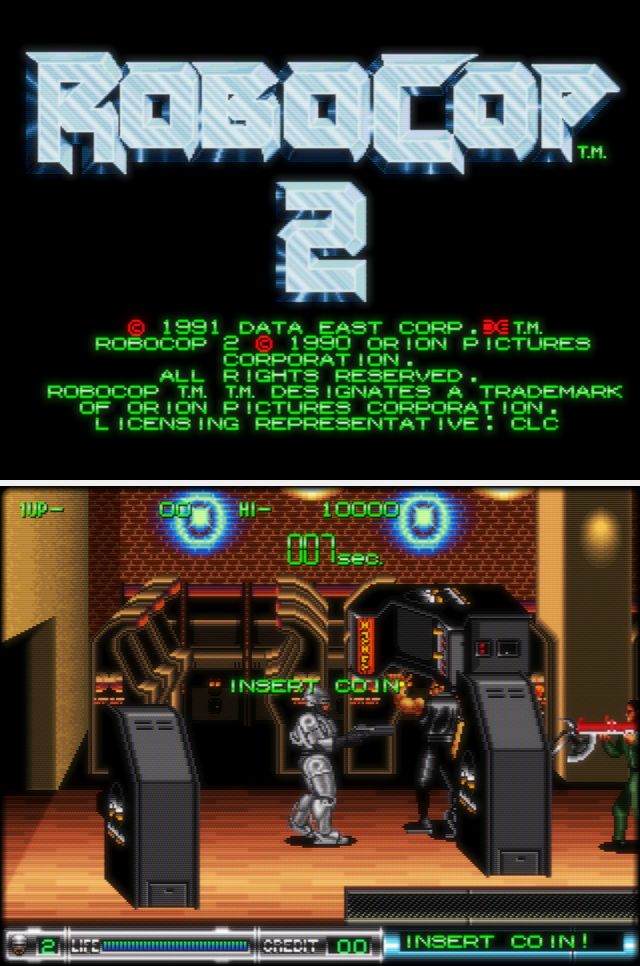 ROBOCOP
T.M.
2
© 1991 DATA EAST CORP. T.M.
ROBOCOP 2 © 1990 ORION PICTURES
CORPORATION.
ALL RIGHTS RESERVED.
ROBOCOP T.M. T.M. DESIGNATES A TRADEMARK
OF ORION PICTURES CORPORATION.
LICENSING REPRESENTATIVE: CLC
1UP- 00 HI- 10000
007sec.
INSERT COIN
2 LIFE CREDIT 00 INSERT COIN!